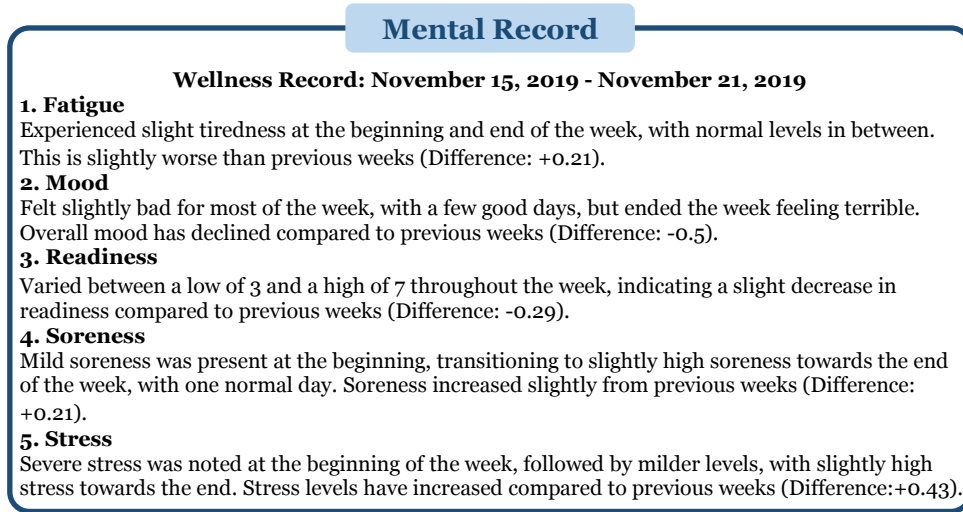 Mental Record
Wellness Record: November 15, 2019 - November 21, 2019
1. Fatigue
Experienced slight tiredness at the beginning and end of the week, with normal levels in between.
This is slightly worse than previous weeks (Difference: +0.21).
2. Mood
Felt slightly bad for most of the week, with a few good days, but ended the week feeling terrible.
Overall mood has declined compared to previous weeks (Difference: -0.5).
3. Readiness
Varied between a low of 3 and a high of 7 throughout the week, indicating a slight decrease in
readiness compared to previous weeks (Difference: -0.29).
4. Soreness
Mild soreness was present at the beginning, transitioning to slightly high soreness towards the end
of the week, with one normal day. Soreness increased slightly from previous weeks (Difference:
+0.21).
5. Stress
Severe stress was noted at the beginning of the week, followed by milder levels, with slightly high
stress towards the end. Stress levels have increased compared to previous weeks (Difference:+0.43).